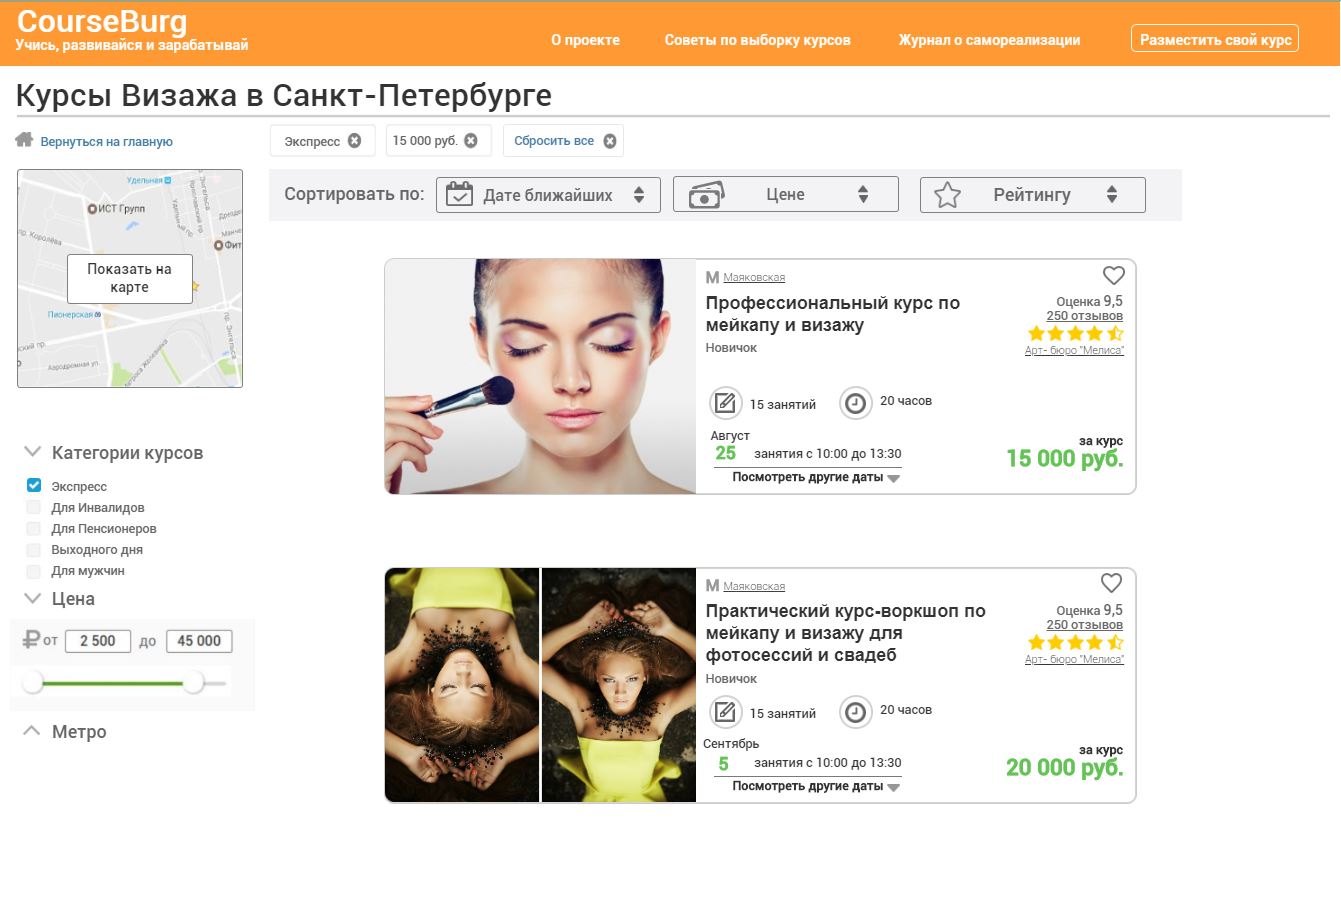 CourseBurg
Учись, развивайся и зарабатывай
О проекте
Советы по выборку курсов
Журнал о самореализации
Разместить свой курс
Курсы Визажа в Санкт-Петербурге
Вернуться на главную
Экспресс
15 000 руб.
Сбросить все
Сортировать по:
Дате ближайших
Цене
Рейтингу
Удельная
ИСТ Групп
пр. Королёва
Фит
Показать на
карте
Пионерская
Аэродромная ул.
пр. Энгельса
Категории курсов
Экспресс
Для Инвалидов
Для Пенсионеров
Выходного дня
Для мужчин
Цена
от
2 500
до
45 000
Метро
М Маяковская
Профессиональный курс по
мейкапу и визажу
Новичок
Оценка 9,5
250 отзывов
Арт- бюро "Мелиса"
15 занятий
20 часов
Август
25
занятия с 10:00 до 13:30
Посмотреть другие даты
за курс
15 000 руб.
М Маяковская
Практический курс-воркшоп по
мейкапу и визажу для
фотосессий и свадеб
Новичок
Оценка 9,5
250 отзывов
Арт- бюро "Мелиса"
15 занятий
20 часов
Сентябрь
5
занятия с 10:00 до 13:30
Посмотреть другие даты
за курс
20 000 руб.